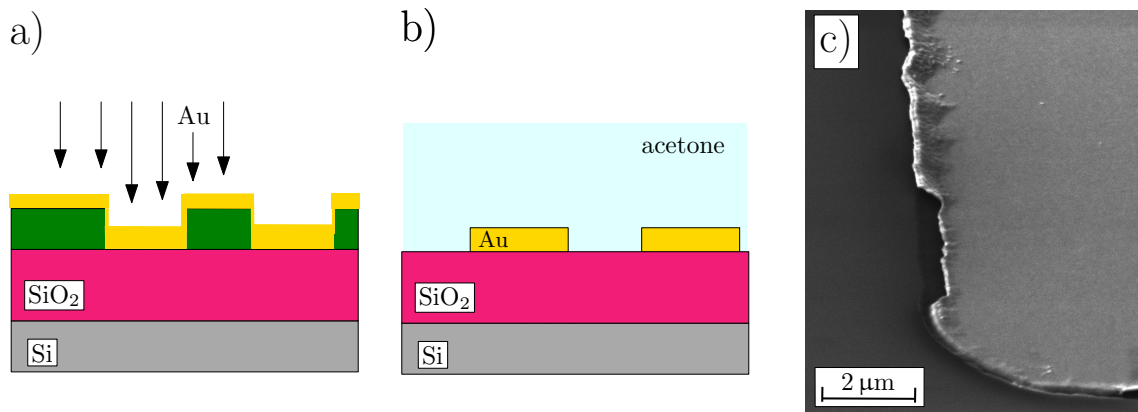 a)
Au
SiO₂
Si
b)
acetone
Au
SiO₂
Si
c)
2 µm